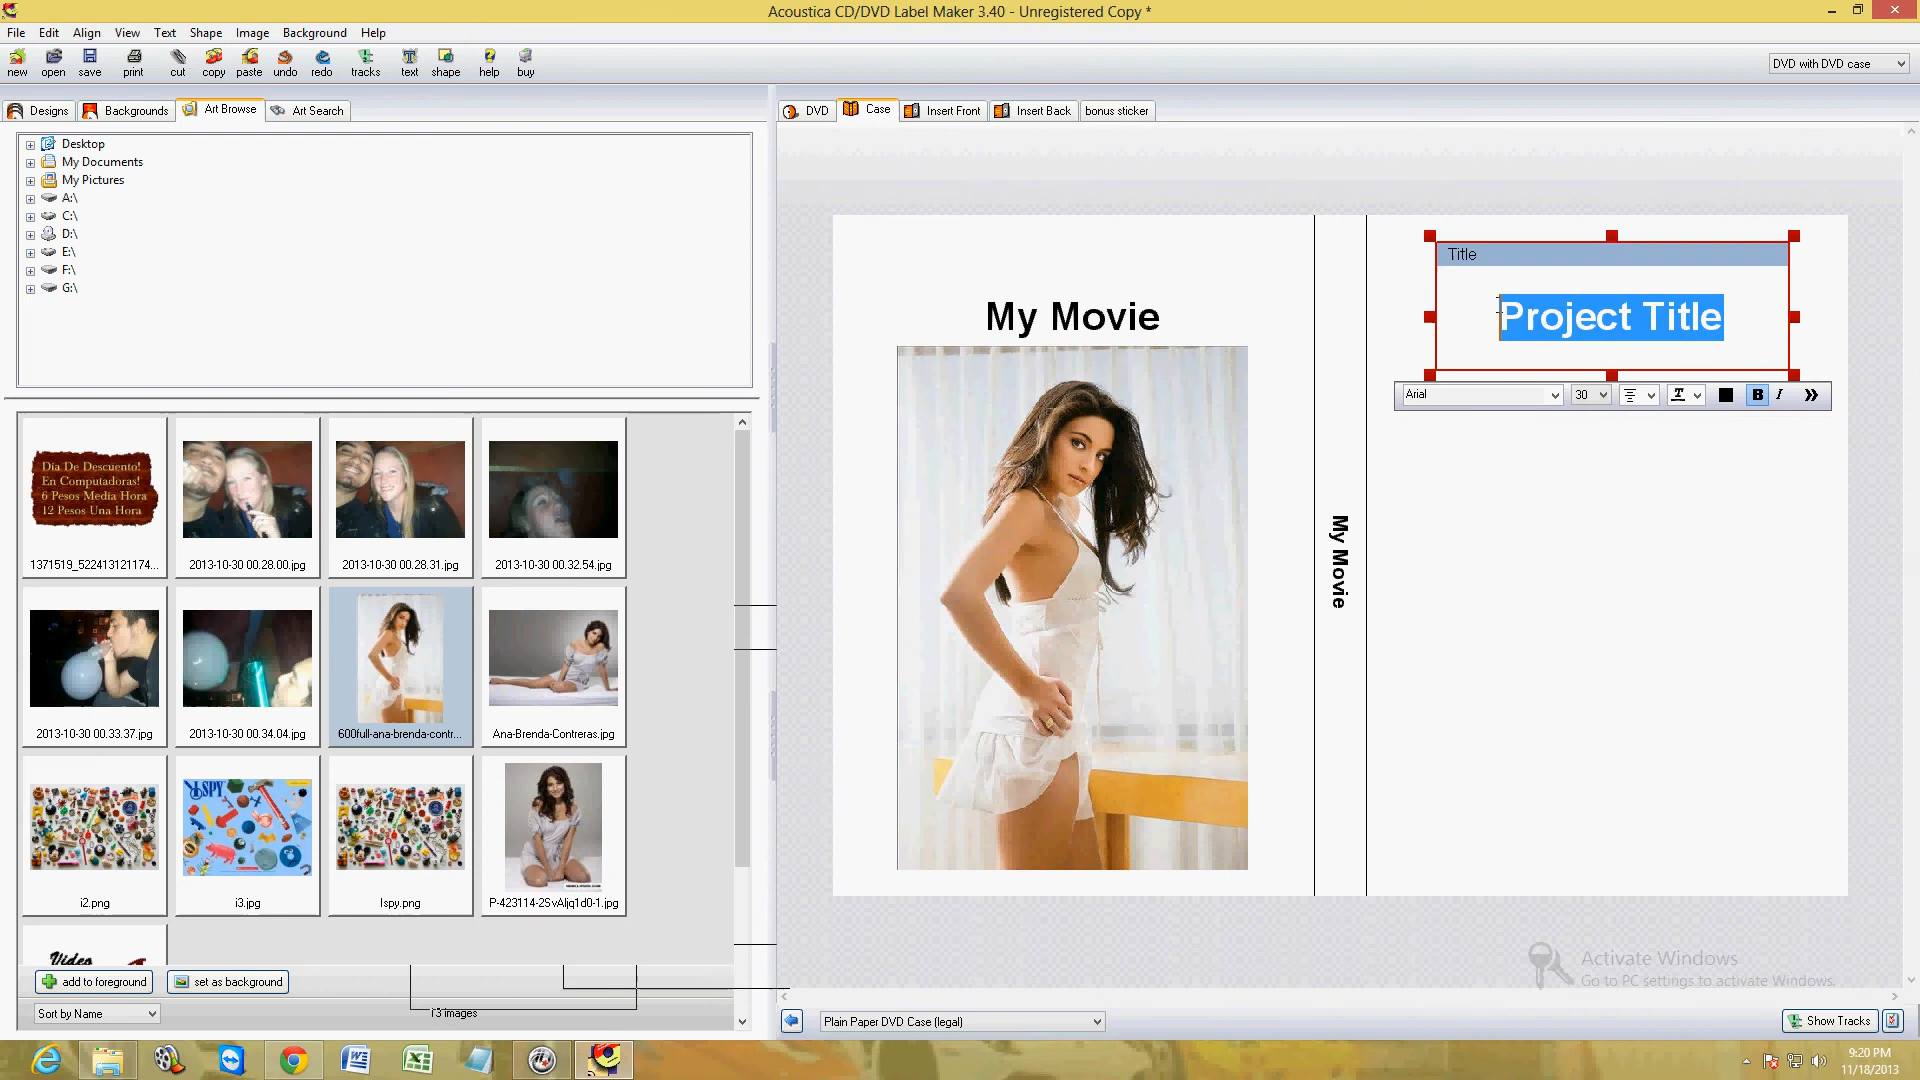 Acoustica CD/DVD Label Maker 3.40 - Unregistered Copy *
File Edit Align View Text Shape Image Background Help
new open save print cut copy paste undo redo tracks text shape help buy
DVD with DVD case
Designs Backgrounds Art Browse Art Search
DVD Case Insert Front Insert Back bonus sticker
Desktop
My Documents
My Pictures
A:\
C:\
D:\
E:\
F:\
G:\
Title
My Movie
Project Title
Arial 30 B I
Día De Descuento!
En Computadoras!
6 Pesos Media Hora
12 Pesos Una Hora
1371519_522413121174... 2013-10-30 00.28.00.jpg 2013-10-30 00.28.31.jpg 2013-10-30 00.32.54.jpg
My Movie
2013-10-30 00.33.37.jpg 2013-10-30 00.34.04.jpg 600full-ana-brenda-contr... Ana-Brenda-Contreras.jpg
I SPY
i2.png i3.jpg Ispy.png P-423114-2SvAljq1d0-1.jpg
Video
add to foreground set as background
Sort by Name
13 images
Activate Windows
Go to PC settings to activate Windows.
Plain Paper DVD Case (legal)
Show Tracks
9:20 PM
11/18/2013